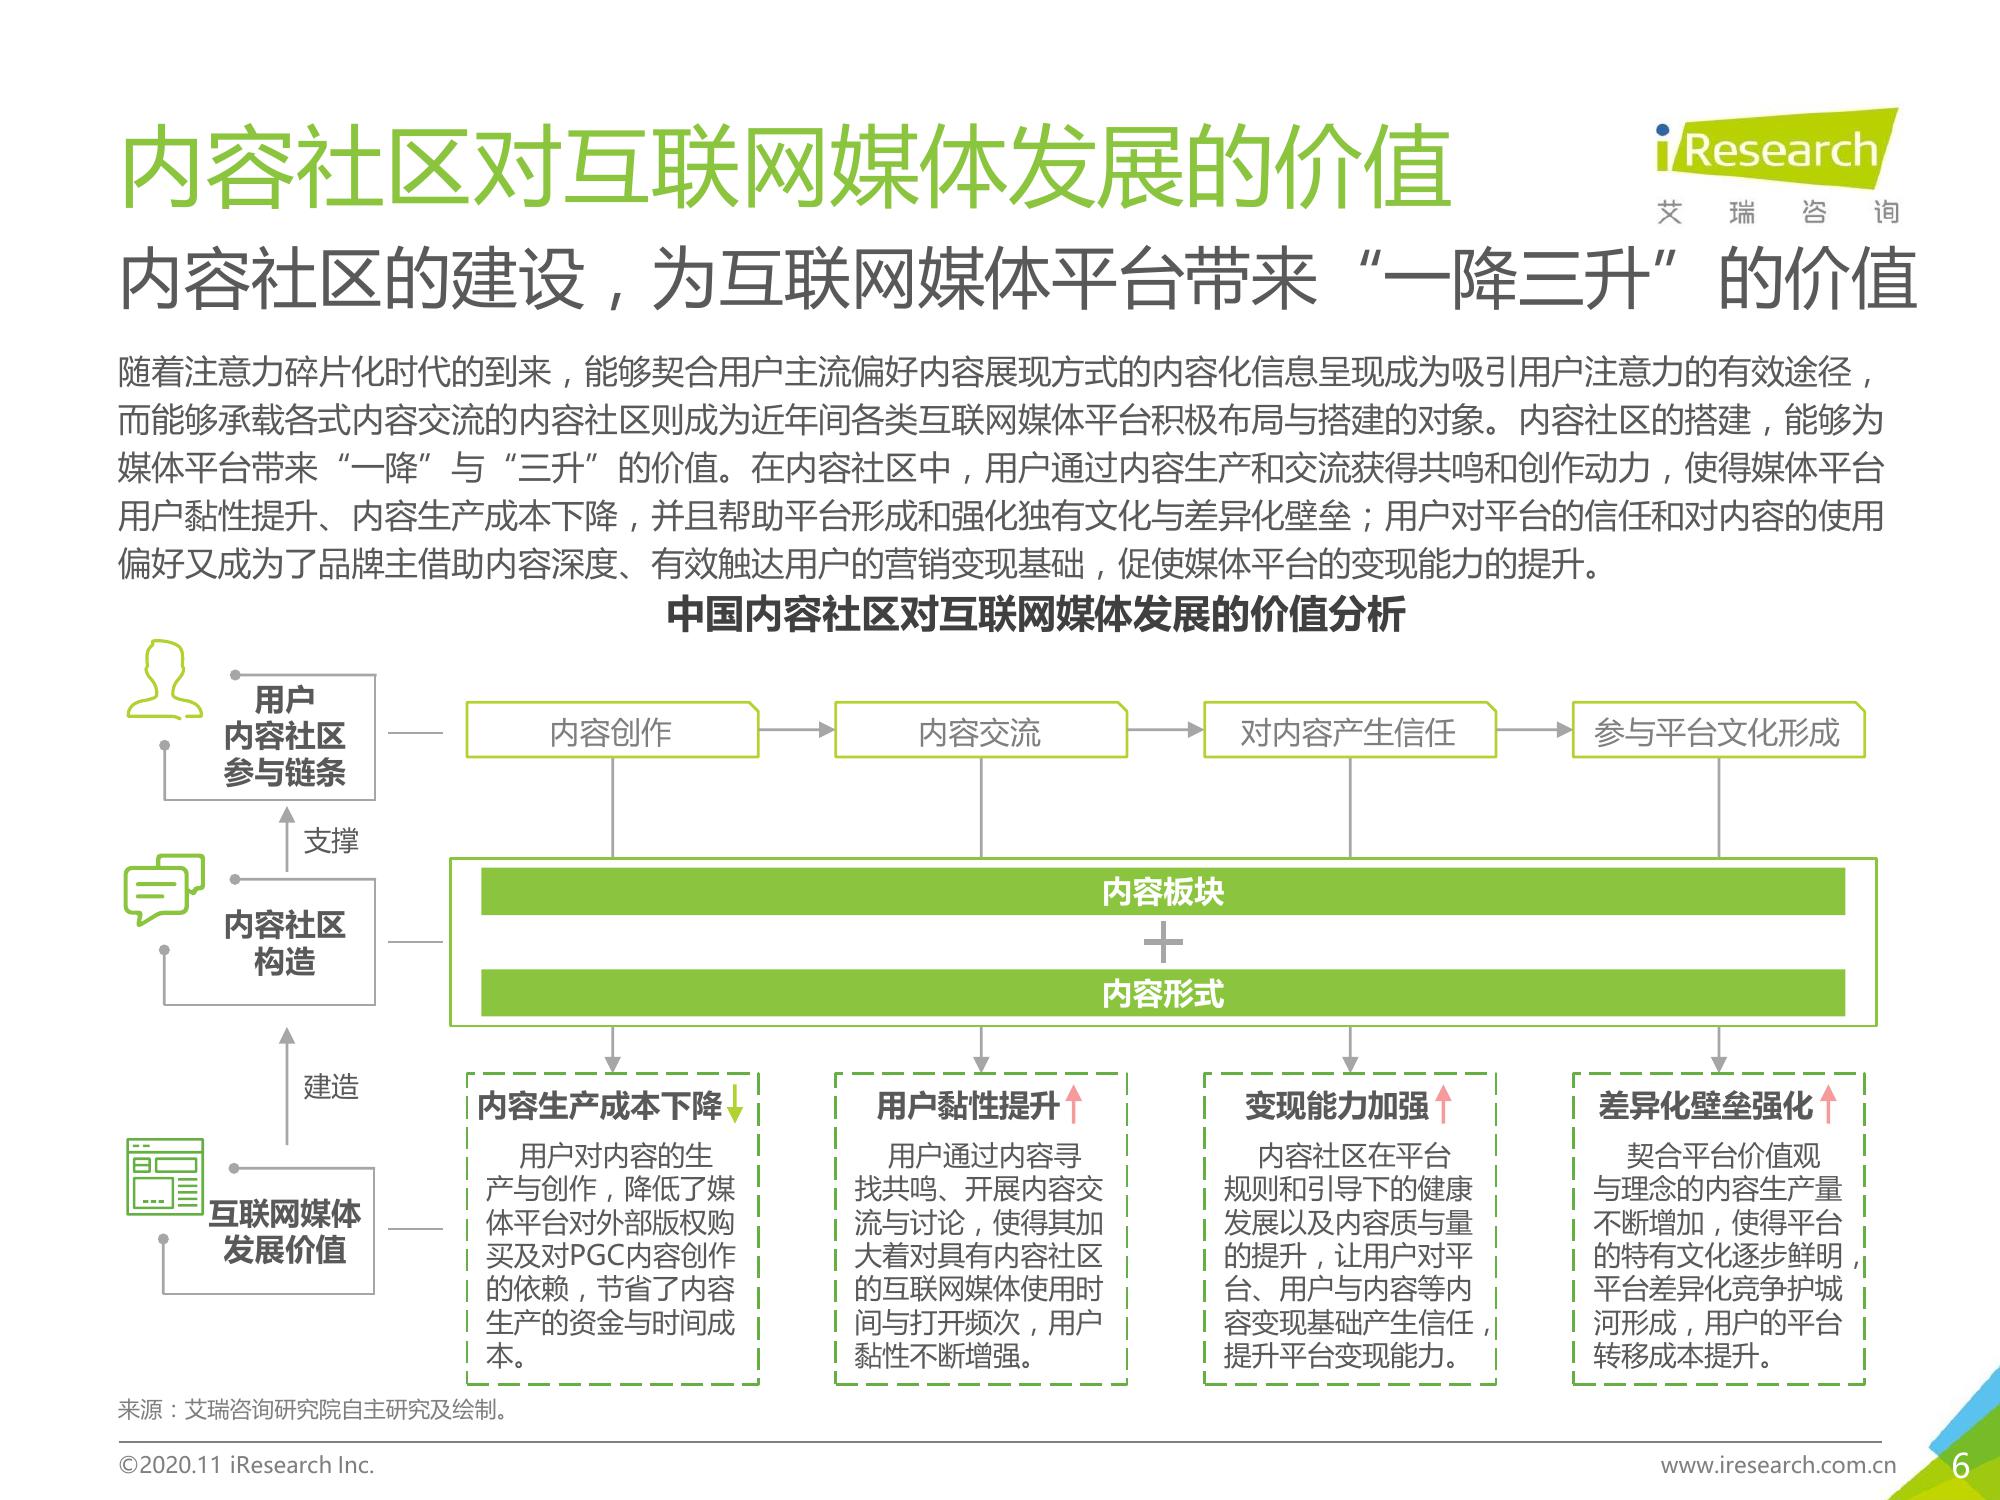 内容社区对互联网媒体发展的价值
iResearch
艾瑞咨询
内容社区的建设，为互联网媒体平台带来“一降三升”的价值
随着注意力碎片化时代的到来，能够契合用户主流偏好内容展现方式的内容化信息呈现成为吸引用户注意力的有效途径，
而能够承载各式内容交流的内容社区则成为近年间各类互联网媒体平台积极布局与搭建的对象。内容社区的搭建，能够为
媒体平台带来“一降”与“三升”的价值。在内容社区中，用户通过内容生产和交流获得共鸣和创作动力，使得媒体平台
用户黏性提升、内容生产成本下降，并且帮助平台形成和强化独有文化与差异化壁垒；用户对平台的信任和对内容的使用
偏好又成为了品牌主借助内容深度、有效触达用户的营销变现基础，促使媒体平台的变现能力的提升。
中国内容社区对互联网媒体发展的价值分析
用户
内容社区
参与链条
内容创作
内容交流
对内容产生信任
参与平台文化形成
支撑
内容社区
构造
内容板块
+
内容形式
建造
互联网媒体
发展价值
内容生产成本下降
用户对内容的生
产与创作，降低了媒
体平台对外部版权购
买及对PGC内容创作
的依赖，节省了内容
生产的资金与时间成
本。
用户黏性提升
用户通过内容寻
找共鸣、开展内容交
流与讨论，使得其加
大着对具有内容社区
的互联网媒体使用时
间与打开频次，用户
黏性不断增强。
变现能力加强
内容社区在平台
规则和引导下的健康
发展以及内容质与量
的提升，让用户对平
台、用户与内容等内
容变现基础产生信任，
提升平台变现能力。
差异化壁垒强化
契合平台价值观
与理念的内容生产量
不断增加，使得平台
的特有文化逐步鲜明，
平台差异化竞争护城
河形成，用户的平台
转移成本提升。
来源：艾瑞咨询研究院自主研究及绘制。
©2020.11 iResearch Inc.
www.iresearch.com.cn
6